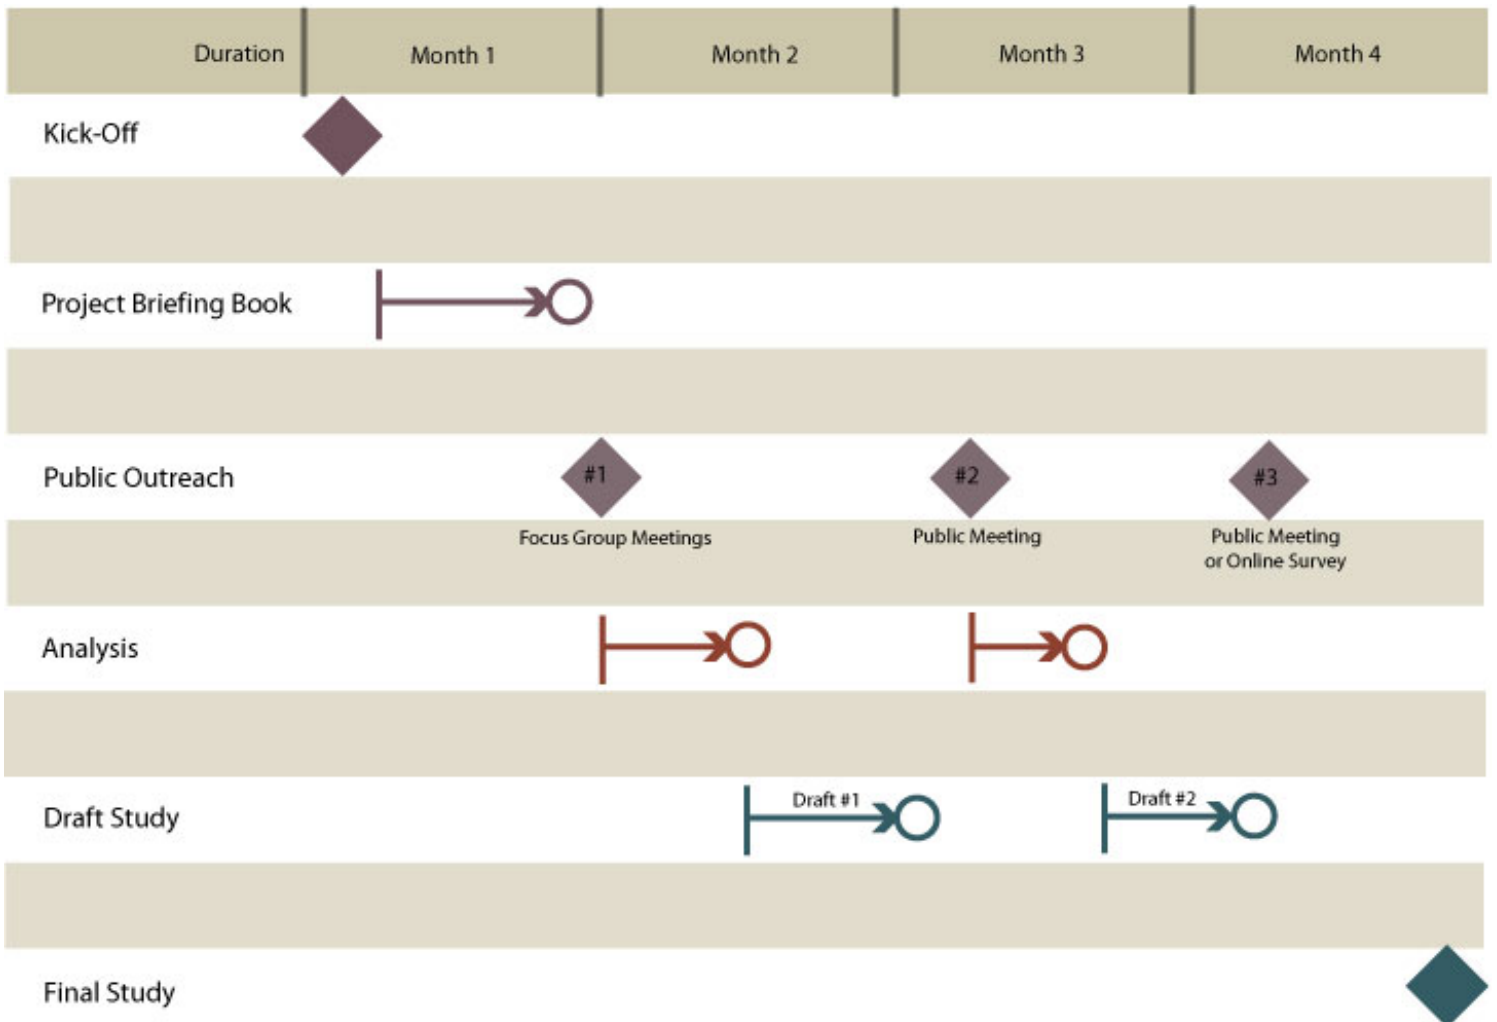 Duration
Month 1
Month 2
Month 3
Month 4
Kick-Off
Project Briefing Book
Public Outreach
#1
#2
#3
Focus Group Meetings
Public Meeting
Public Meeting
or Online Survey
Analysis
Draft Study
Draft #1
Draft #2
Final Study